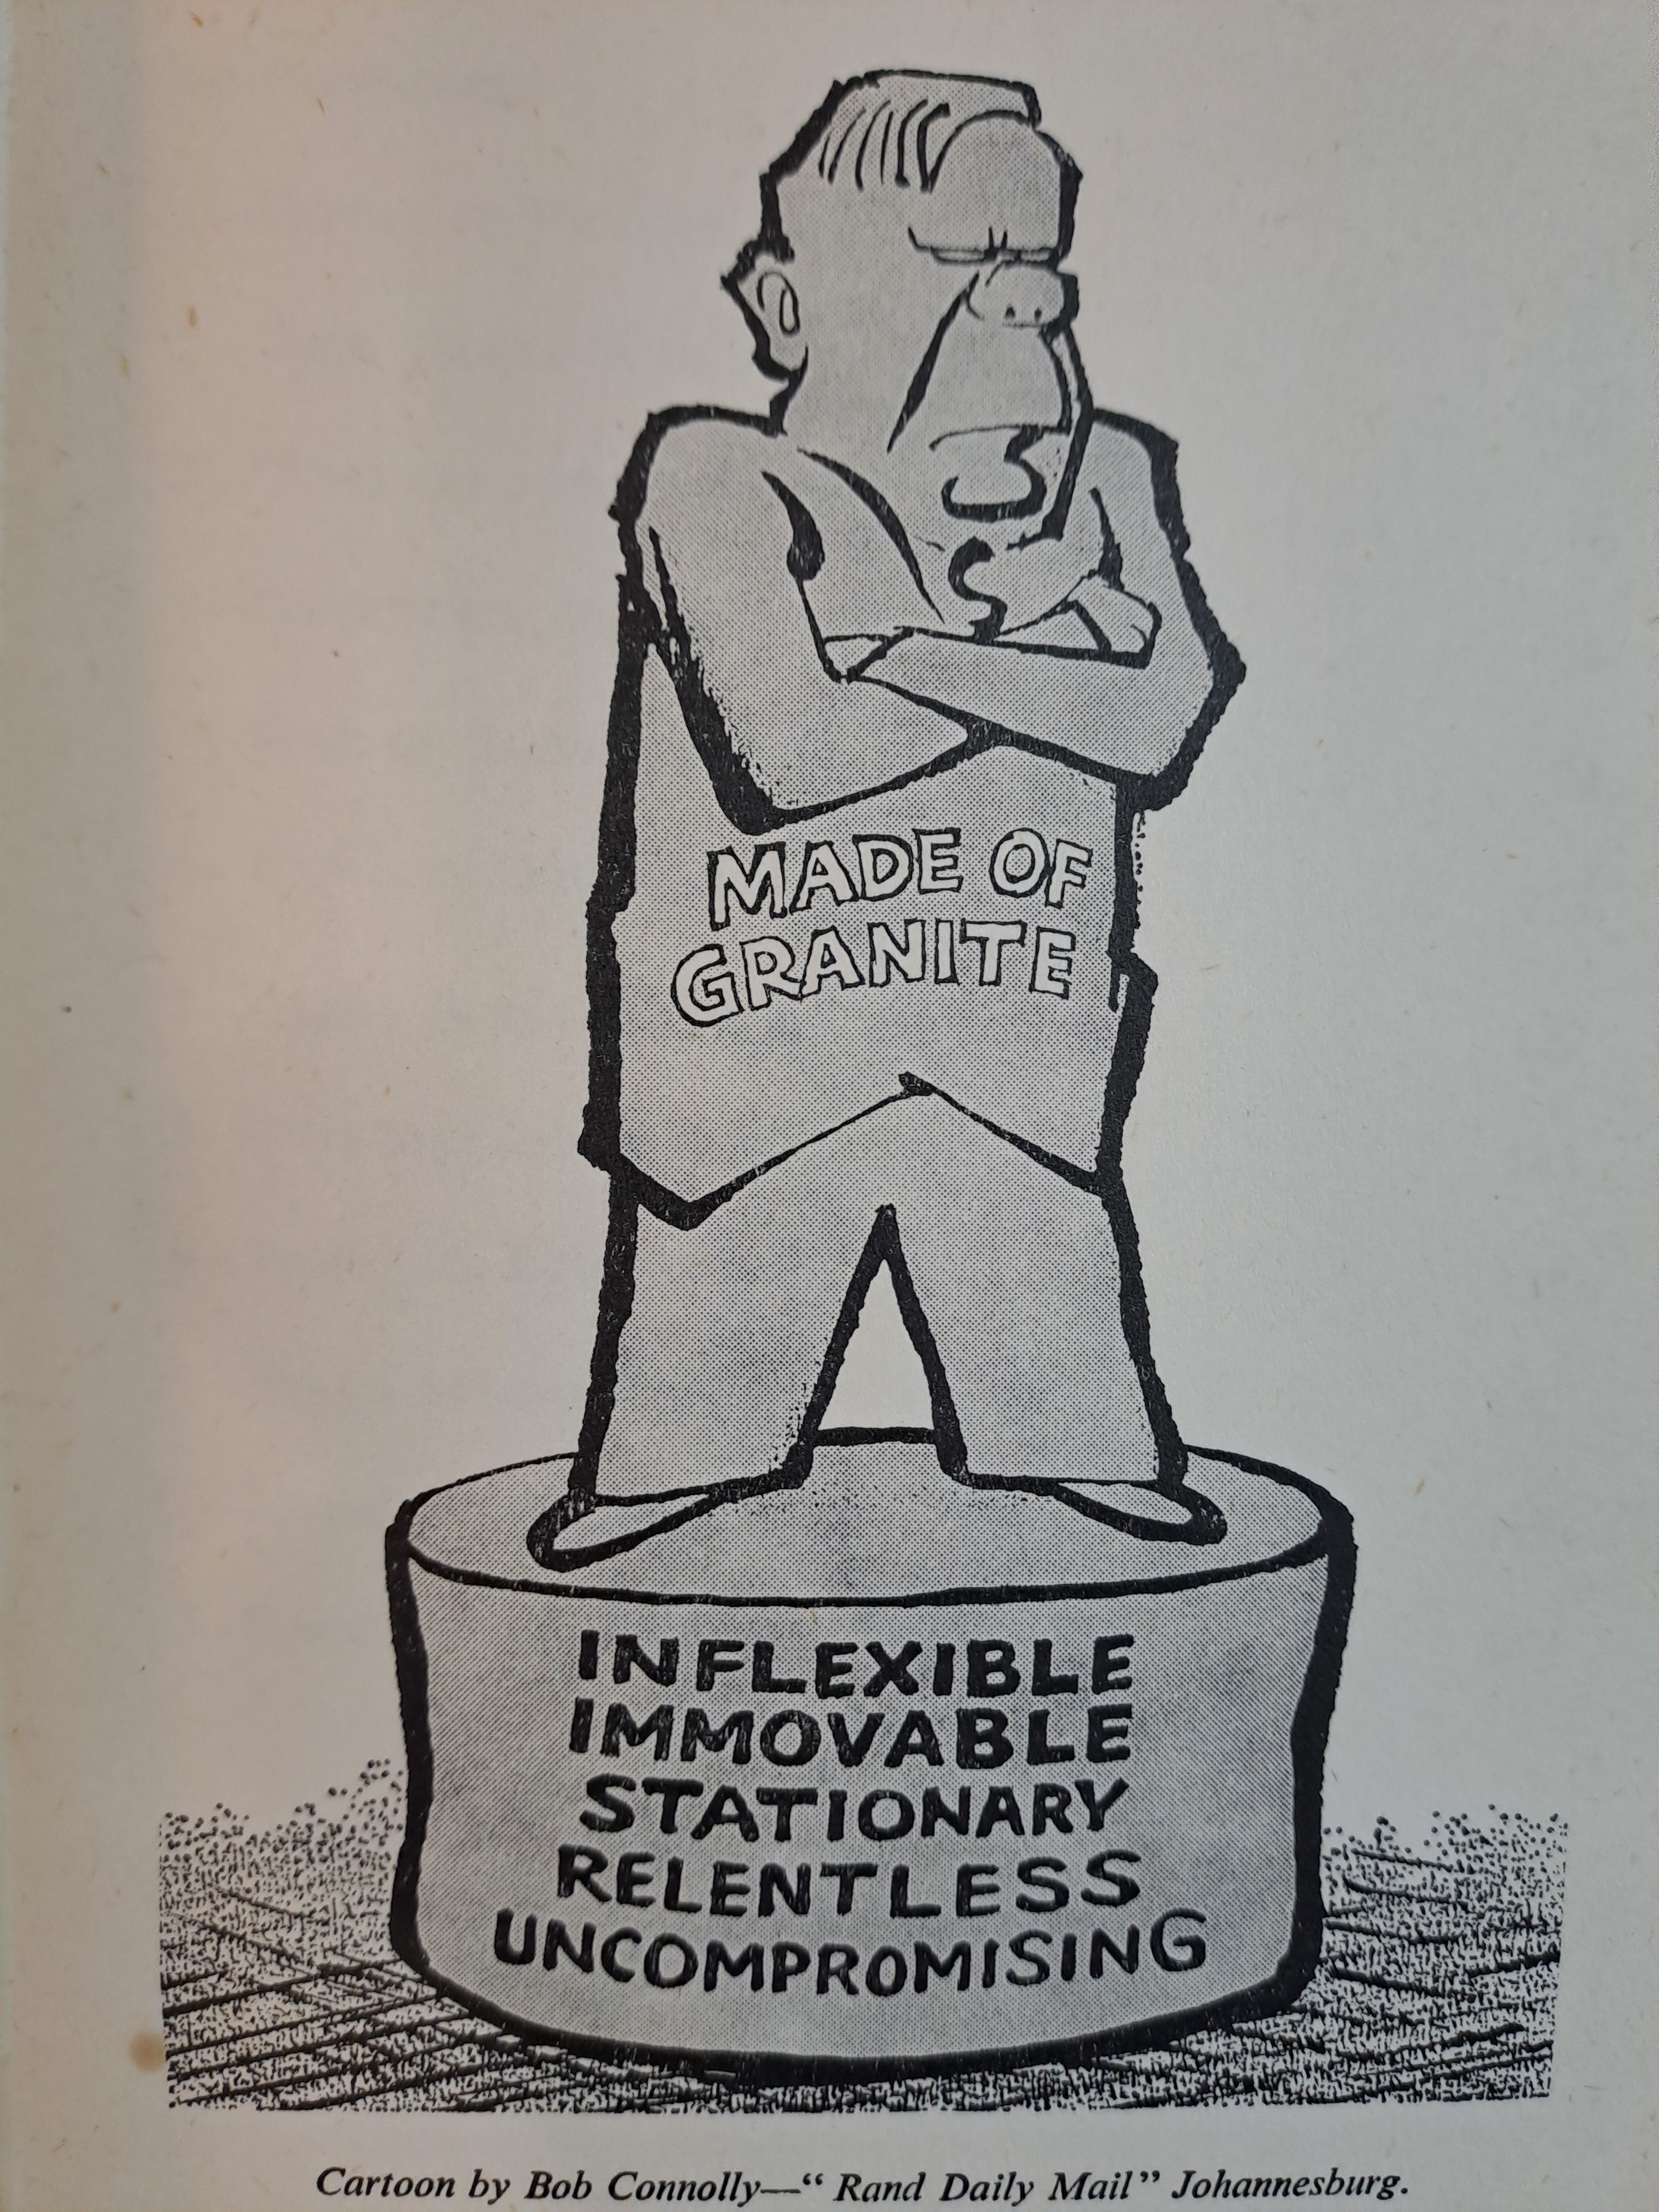 MADE OF
GRANITE
INFLEXIBLE
IMMOVABLE
STATIONARY
RELENTLESS
UNCOMPROMISING
Cartoon by Bob Connolly—“ Rand Daily Mail” Johannesburg.